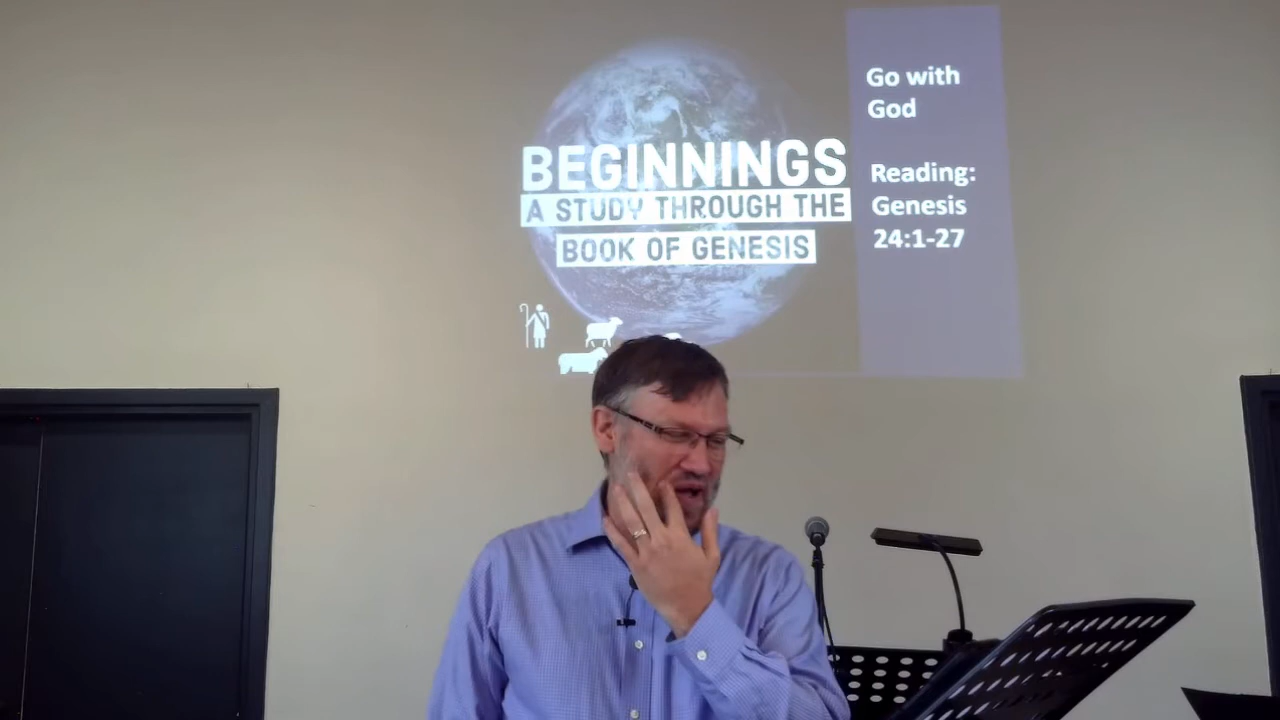 BEGINNINGS
A STUDY THROUGH THE
BOOK OF GENESIS
Go with
God
Reading:
Genesis
24:1-27